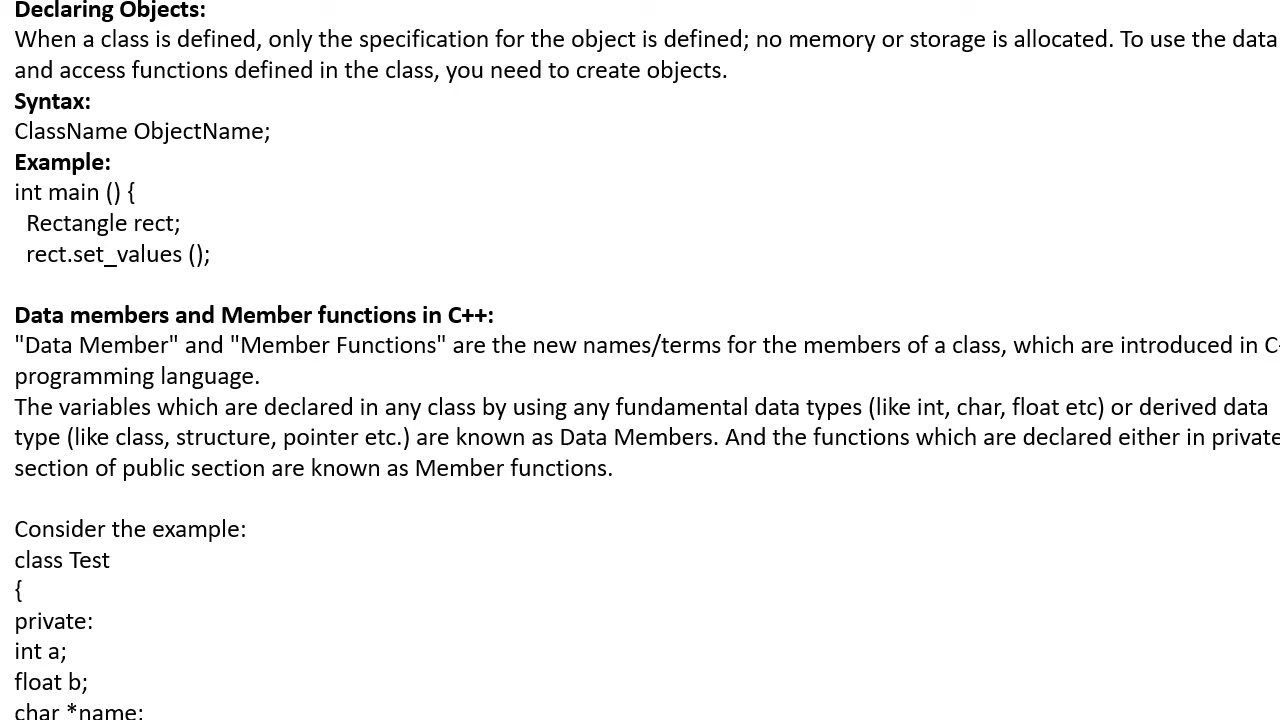 Declaring Objects:
When a class is defined, only the specification for the object is defined; no memory or storage is allocated. To use the data
and access functions defined in the class, you need to create objects.
Syntax:
ClassName ObjectName;
Example:
int main () {
Rectangle rect;
rect.set_values ();
Data members and Member functions in C++:
"Data Member" and "Member Functions" are the new names/terms for the members of a class, which are introduced in C
programming language.
The variables which are declared in any class by using any fundamental data types (like int, char, float etc) or derived data
type (like class, structure, pointer etc.) are known as Data Members. And the functions which are declared either in private
section of public section are known as Member functions.
Consider the example:
class Test
{
private:
int a;
float b;
char *name;